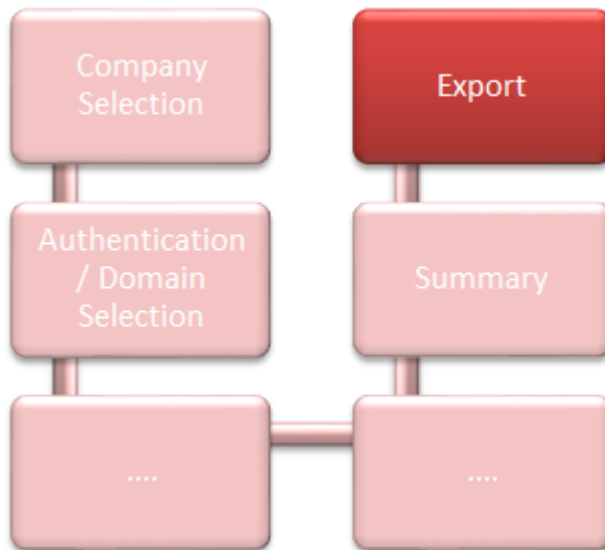 Company
Selection
Authentication
/ Domain
Selection
....
....
Summary
Export